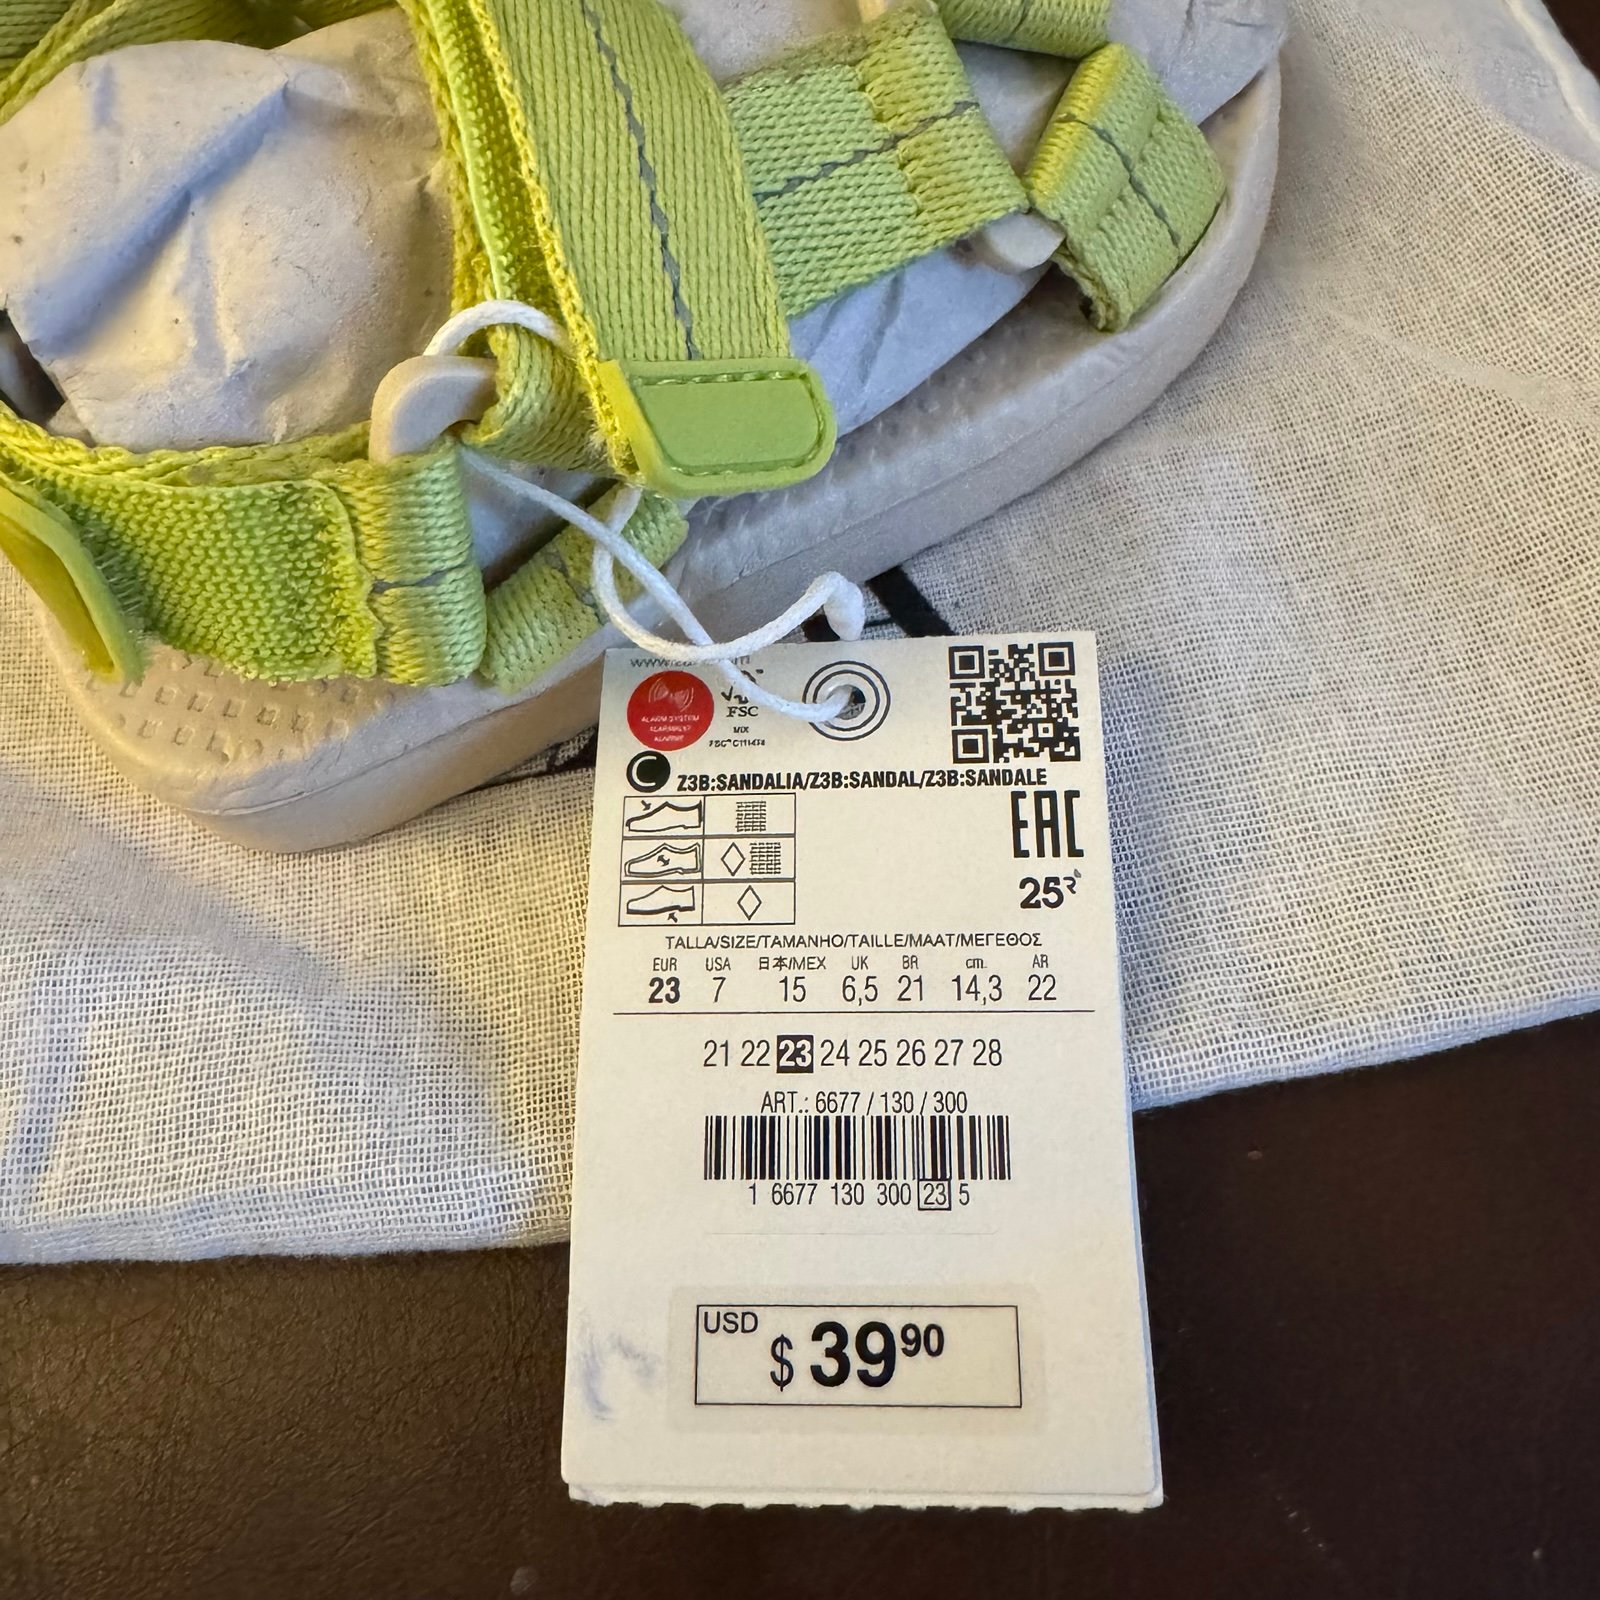 ALARM SYSTEM
FSC
MIX
C Z3B:SANDALIA/Z3B:SANDAL/Z3B:SANDALE
EAC
25
TALLA/SIZE/TAMANHO/TAILLE/MAAT/ΜΕΓΕΘΟΣ
EUR USA 日本/MEX UK BR cm. AR
23 7 15 6,5 21 14,3 22
21 22 23 24 25 26 27 28
ART.: 6677 / 130 / 300
1 6677 130 300 23 5
USD $ 39 90